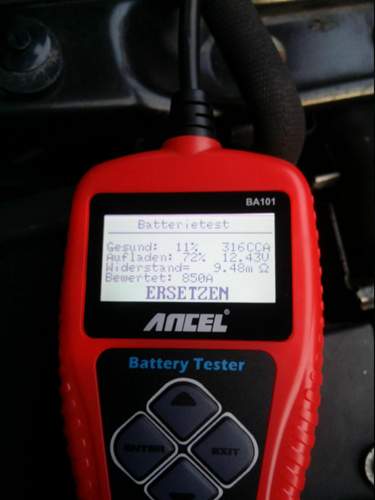 BA101
Batterietest
Gesund: 11% 316CCA
Aufladen: 72% 12.43V
Widerstand= 9.48mΩ
Bewertet: 850A
ERSETZEN
ANCEL®
Battery Tester
ENTER EXIT